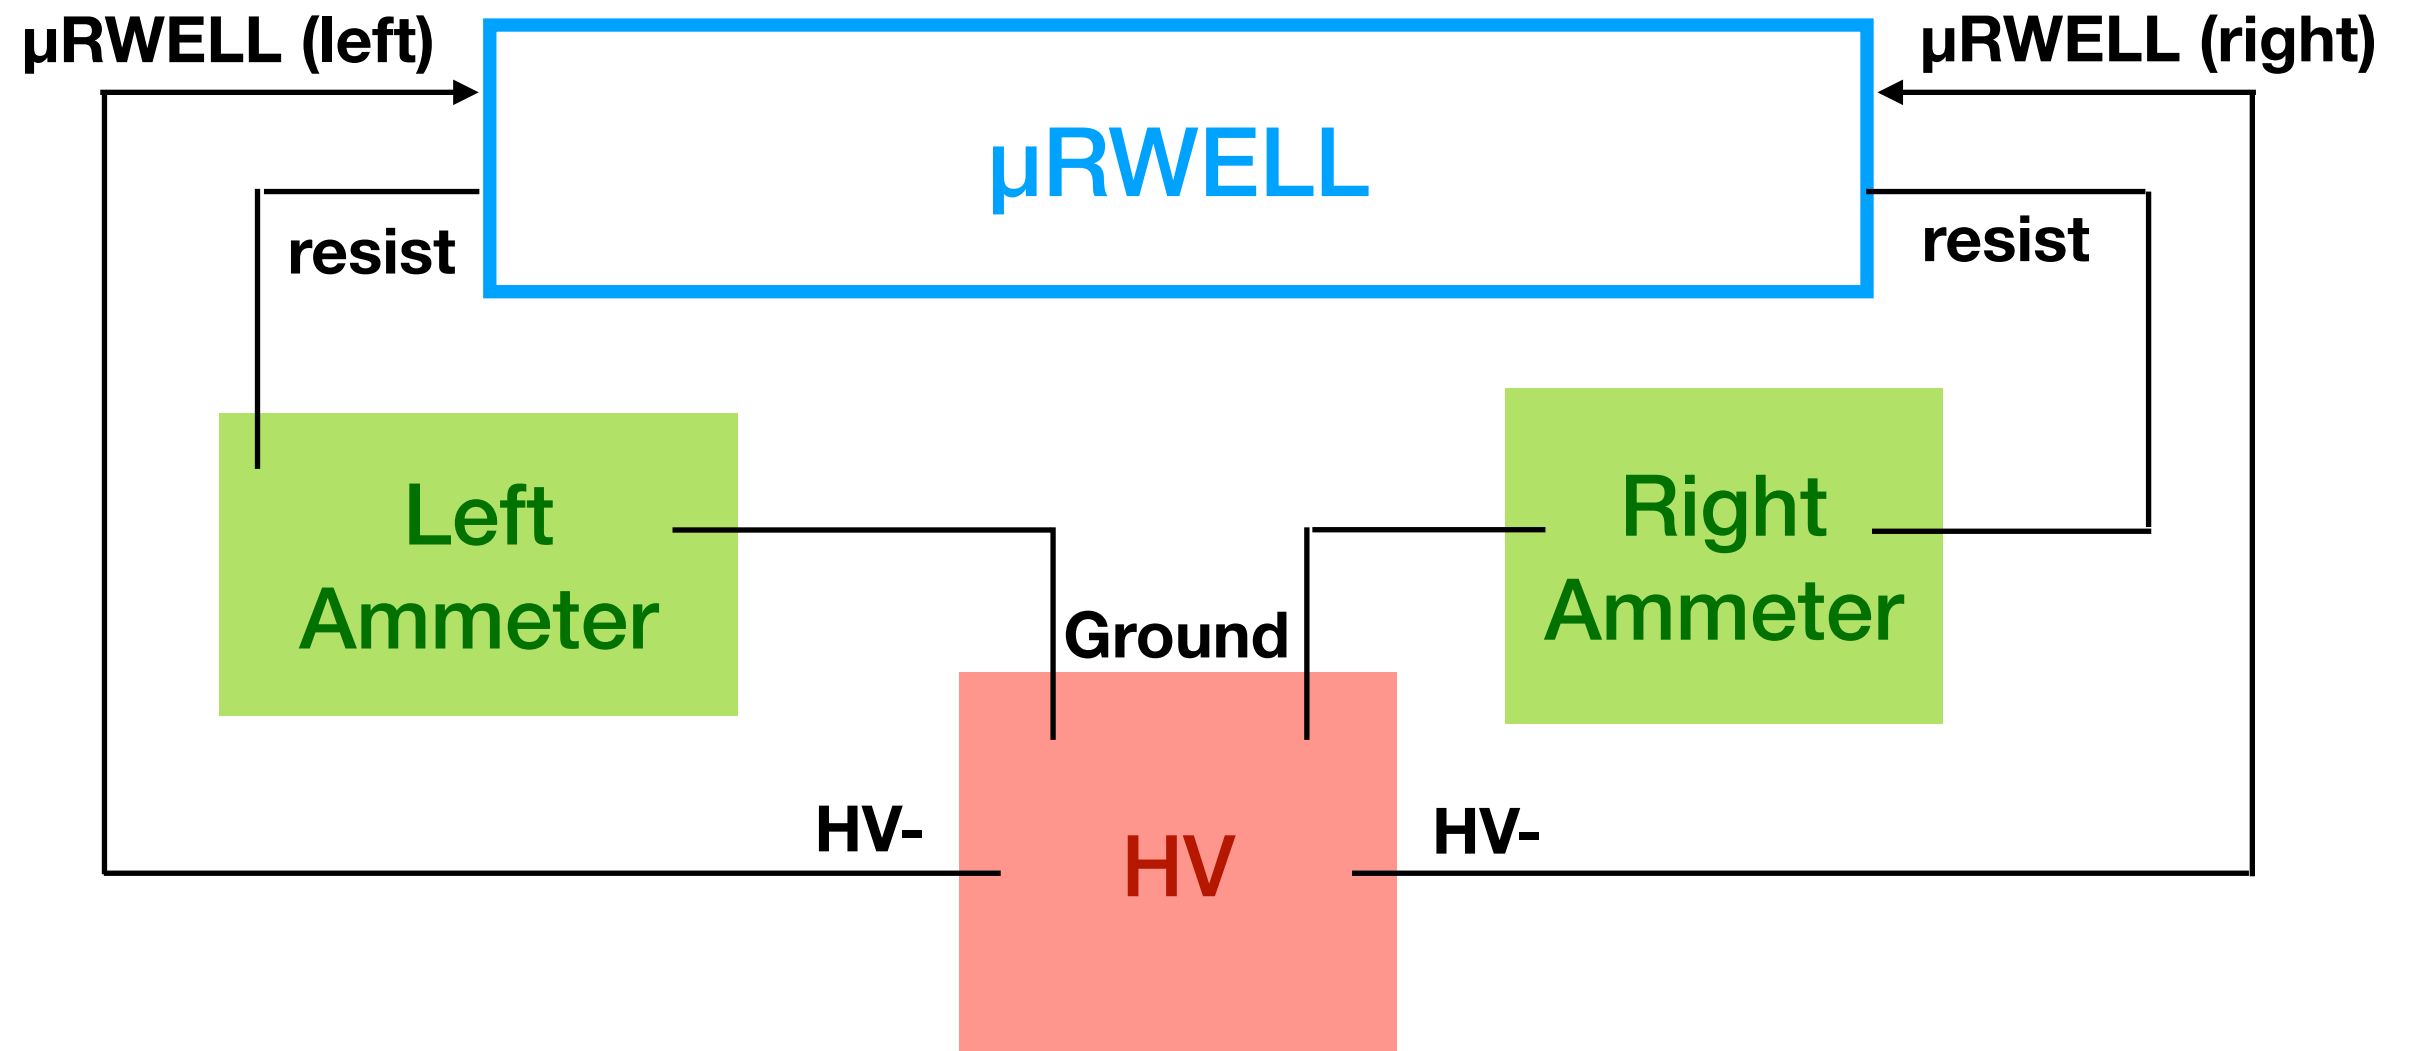 µRWELL (left)
µRWELL (right)
µRWELL
resist
resist
Left
Ammeter
Right
Ammeter
Ground
HV-
HV-
HV